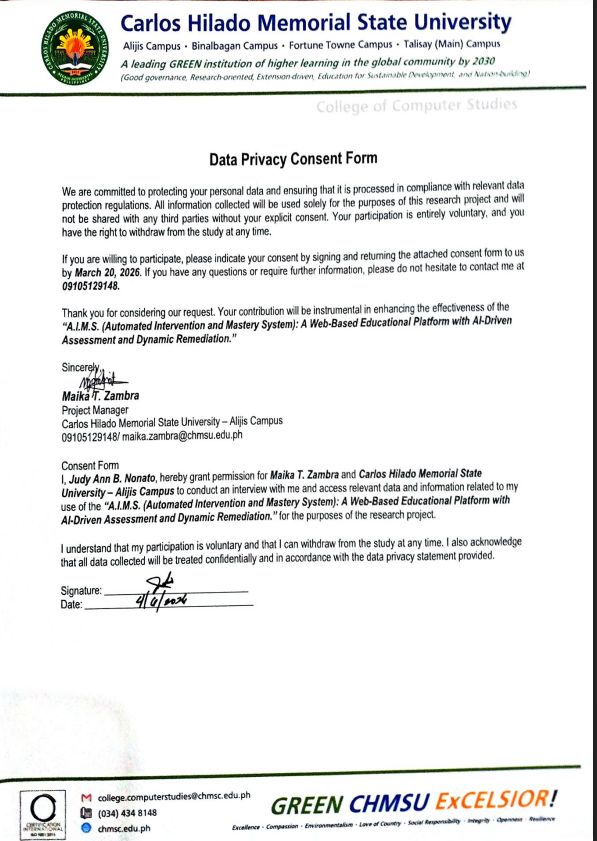 Carlos Hilado Memorial State University
Alijis Campus • Binalbagan Campus • Fortune Towne Campus • Talisay (Main) Campus
A leading GREEN institution of higher learning in the global community by 2030
(Good governance, Research-oriented, Extension-driven, Education for Sustainable Development, and Nation-building)
College of Computer Studies
Data Privacy Consent Form
We are committed to protecting your personal data and ensuring that it is processed in compliance with relevant data
protection regulations. All information collected will be used solely for the purposes of this research project and will
not be shared with any third parties without your explicit consent. Your participation is entirely voluntary, and you
have the right to withdraw from the study at any time.
If you are willing to participate, please indicate your consent by signing and returning the attached consent form to us
by March 20, 2026. If you have any questions or require further information, please do not hesitate to contact me at
09105129148.
Thank you for considering our request. Your contribution will be instrumental in enhancing the effectiveness of the
“A.I.M.S. (Automated Intervention and Mastery System): A Web-Based Educational Platform with AI-Driven
Assessment and Dynamic Remediation.”
Sincerely,
Maika T. Zambra
Project Manager
Carlos Hilado Memorial State University – Alijis Campus
09105129148/ maika.zambra@chmsu.edu.ph
Consent Form
I, Judy Ann B. Nonato, hereby grant permission for Maika T. Zambra and Carlos Hilado Memorial State
University – Alijis Campus to conduct an interview with me and access relevant data and information related to my
use of the “A.I.M.S. (Automated Intervention and Mastery System): A Web-Based Educational Platform with
AI-Driven Assessment and Dynamic Remediation.” for the purposes of the research project.
I understand that my participation is voluntary and that I can withdraw from the study at any time. I also acknowledge
that all data collected will be treated confidentially and in accordance with the data privacy statement provided.
Signature:
Date:
college.computerstudies@chmsc.edu.ph
(034) 434 8148
chmsc.edu.ph
GREEN CHMSU ExCELSIOR!
Excellence • Compassion • Environmentalism • Love of Country • Social Responsibility • Integrity • Openness • Resilience
CERTIFICATION
INTERNATIONAL